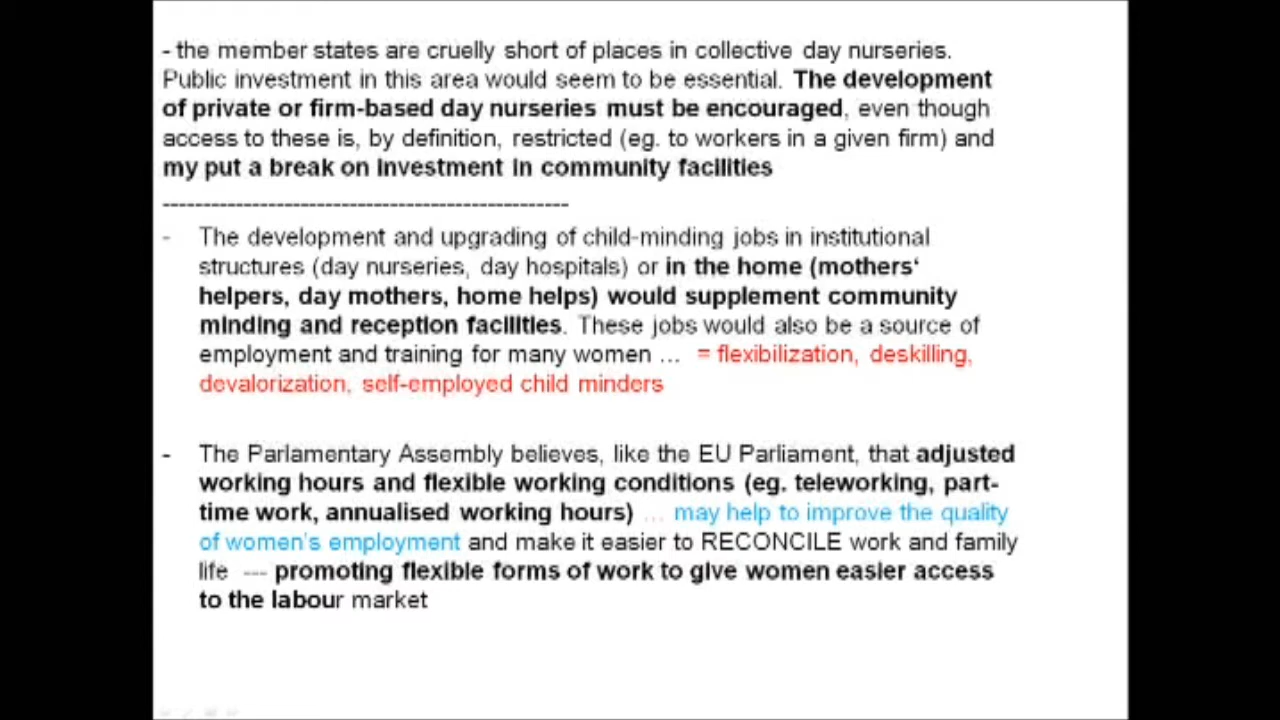 - the member states are cruelly short of places in collective day nurseries.
Public investment in this area would seem to be essential. The development
of private or firm-based day nurseries must be encouraged, even though
access to these is, by definition, restricted (eg. to workers in a given firm) and
my put a break on investment in community facilities
--------------------------------------------------
- The development and upgrading of child-minding jobs in institutional
structures (day nurseries, day hospitals) or in the home (mothers‘
helpers, day mothers, home helps) would supplement community
minding and reception facilities. These jobs would also be a source of
employment and training for many women ... = flexibilization, deskilling,
devalorization, self-employed child minders
- The Parlamentary Assembly believes, like the EU Parliament, that adjusted
working hours and flexible working conditions (eg. teleworking, part-
time work, annualised working hours) ... may help to improve the quality
of women's employment and make it easier to RECONCILE work and family
life --- promoting flexible forms of work to give women easier access
to the labour market